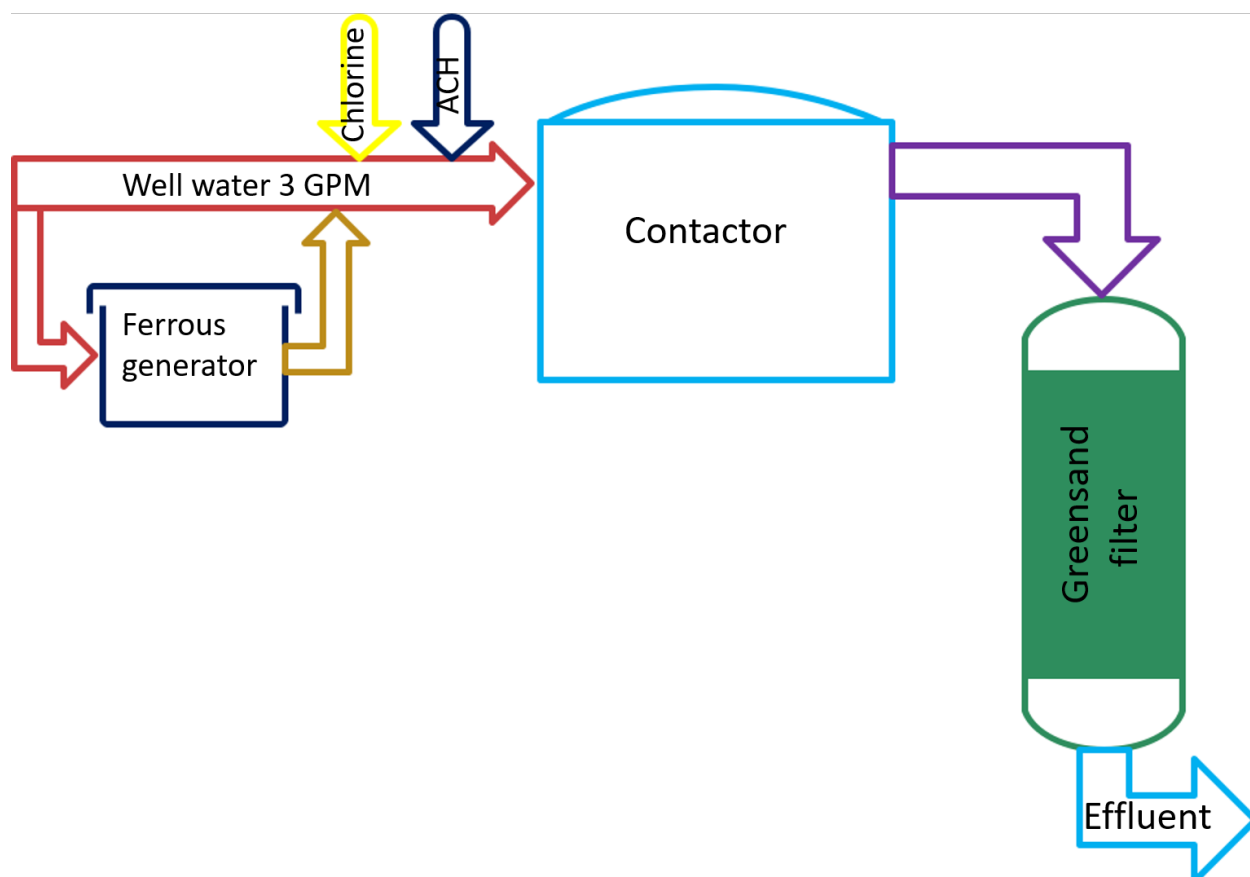 Chlorine
ACH
Well water 3 GPM
Contactor
Ferrous
generator
Greensand
filter
Effluent